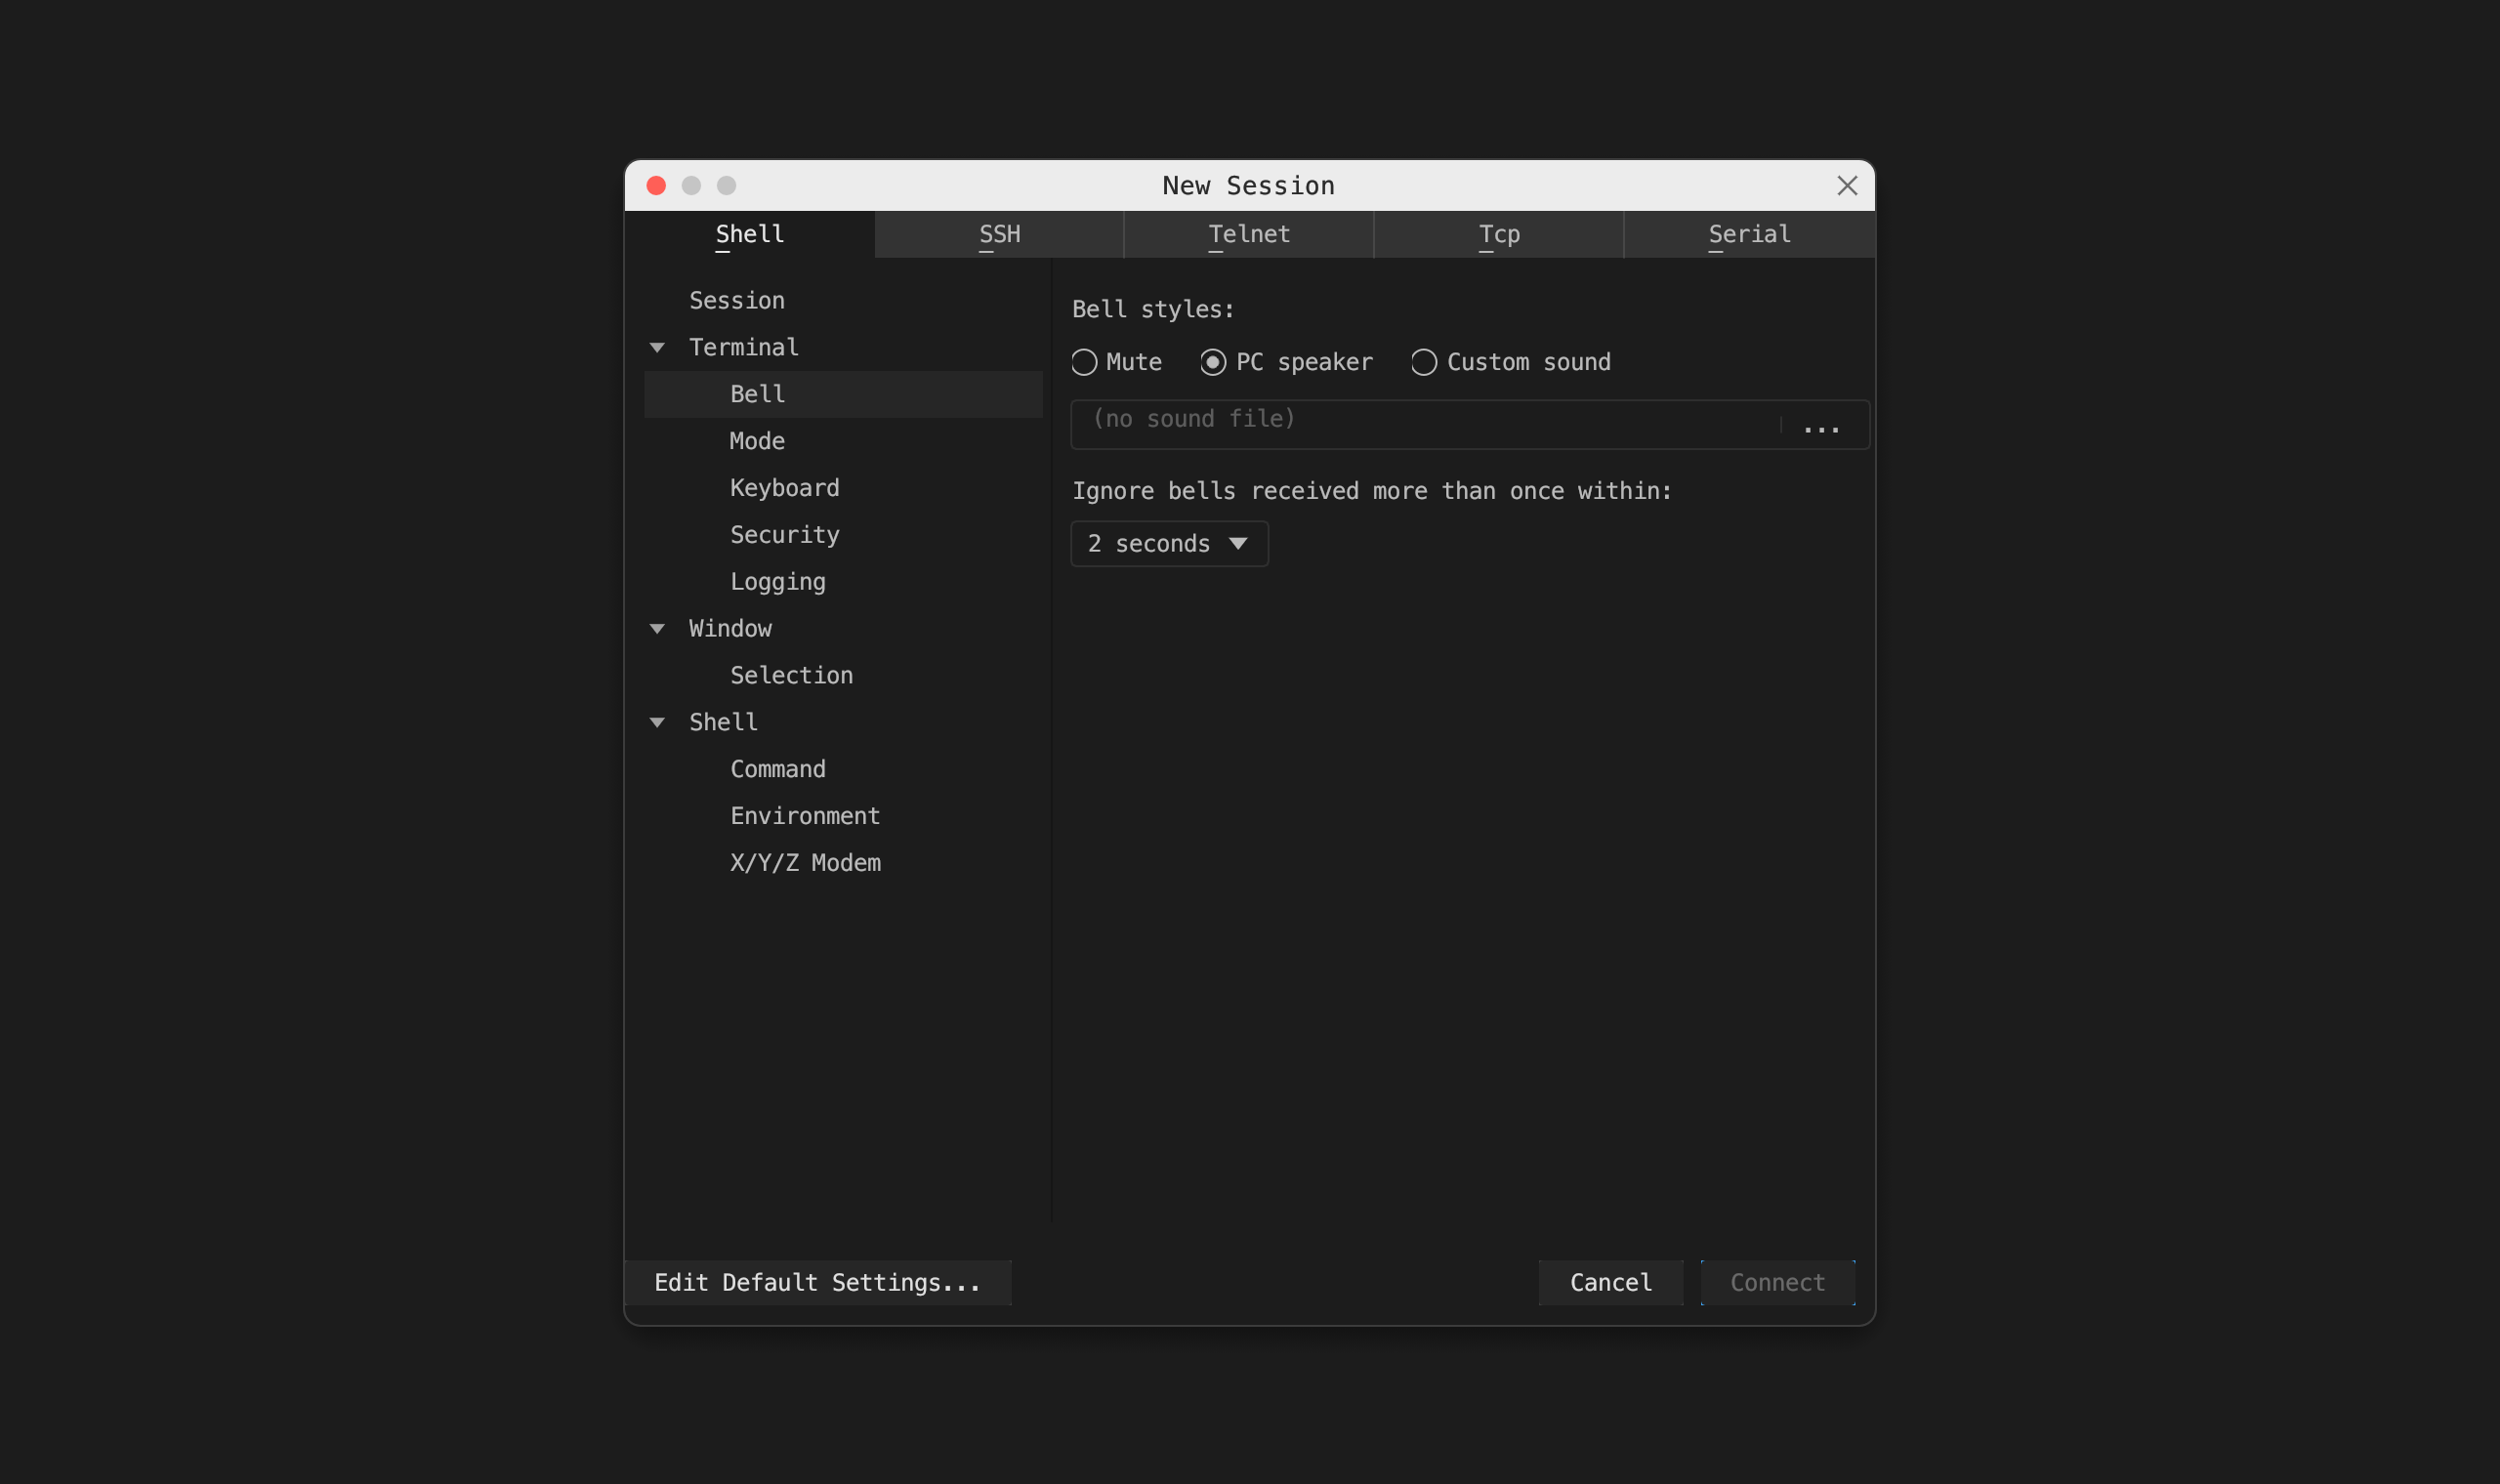 New Session
Shell SSH Telnet Tcp Serial
Session
Terminal
Bell
Mode
Keyboard
Security
Logging
Window
Selection
Shell
Command
Environment
X/Y/Z Modem
Bell styles:
Mute PC speaker Custom sound
(no sound file) ...
Ignore bells received more than once within:
2 seconds
Edit Default Settings... Cancel Connect